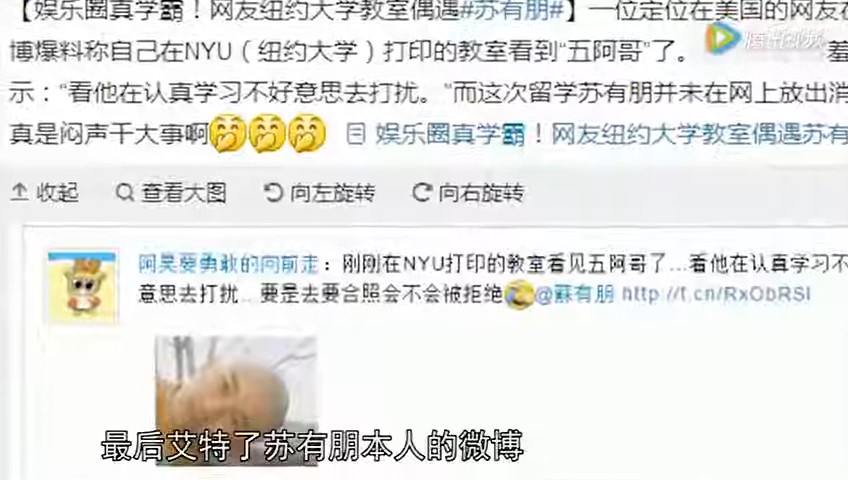 【娱乐圈真学霸！网友纽约大学教室偶遇#苏有朋#】一位定位在美国的网友在
博爆料称自己在NYU（纽约大学）打印的教室看到“五阿哥”了。 羞
示：“看他在认真学习不好意思去打扰。”而这次留学苏有朋并未在网上放出消
真是闷声干大事啊 娱乐圈真学霸！网友纽约大学教室偶遇苏有
腾讯视频
收起 查看大图 向左旋转 向右旋转
阿昊要勇敢的向前走：刚刚在NYU打印的教室看见五阿哥了...看他在认真学习不
意思去打扰...要是去要合照会不会被拒绝@蘇有朋 http://t.cn/RxObRSI
最后艾特了苏有朋本人的微博